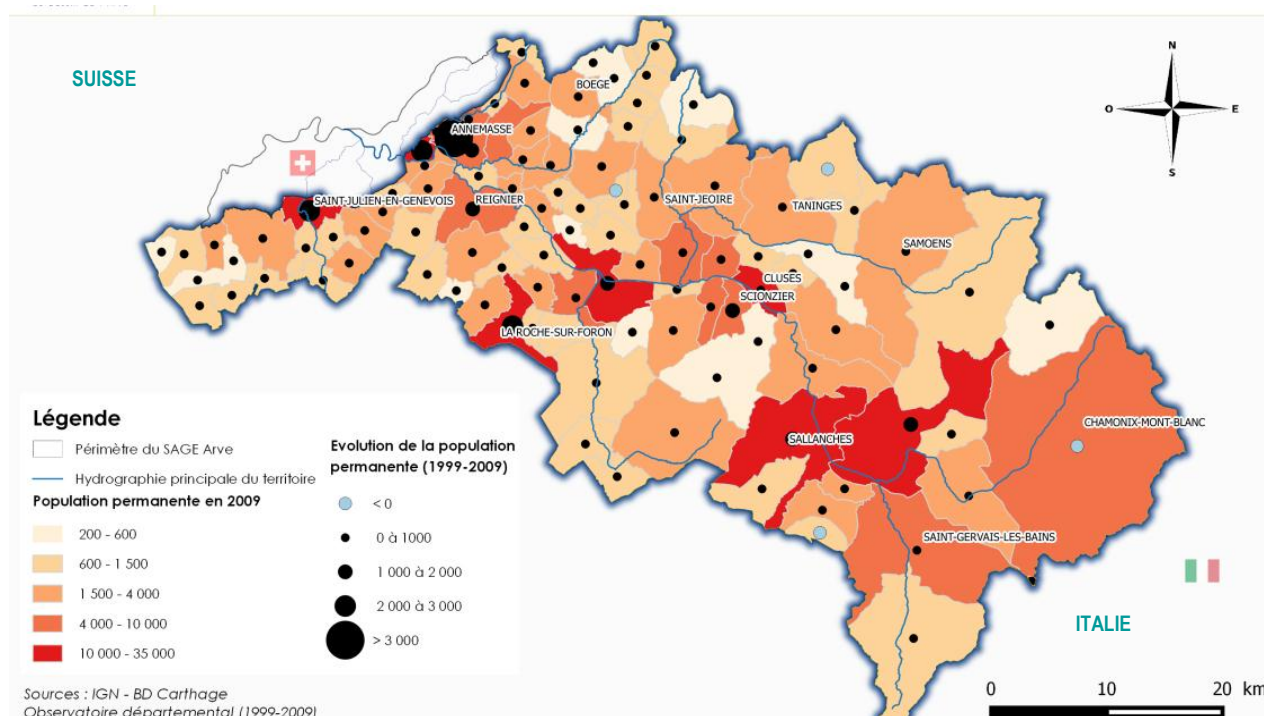 SUISSE
N
O
E
S
BOEGE
ANNEMASSE
SAINT-JULIEN-EN-GENEVOIS
REIGNIER
SAINT-JEOIRE
TANINGES
SAMOENS
CLUSES
SCIONZIER
LA ROCHE-SUR-FORON
SALLANCHES
CHAMONIX-MONT-BLANC
SAINT-GERVAIS-LES-BAINS
ITALIE
Légende
Périmètre du SAGE Arve
Hydrographie principale du territoire
Population permanente en 2009
200 - 600
600 - 1 500
1 500 - 4 000
4 000 - 10 000
10 000 - 35 000
Evolution de la population
permanente (1999-2009)
< 0
0 à 1000
1 000 à 2 000
2 000 à 3 000
> 3 000
Sources : IGN - BD Carthage
Observatoire départemental (1999-2009)
0 10 20 km